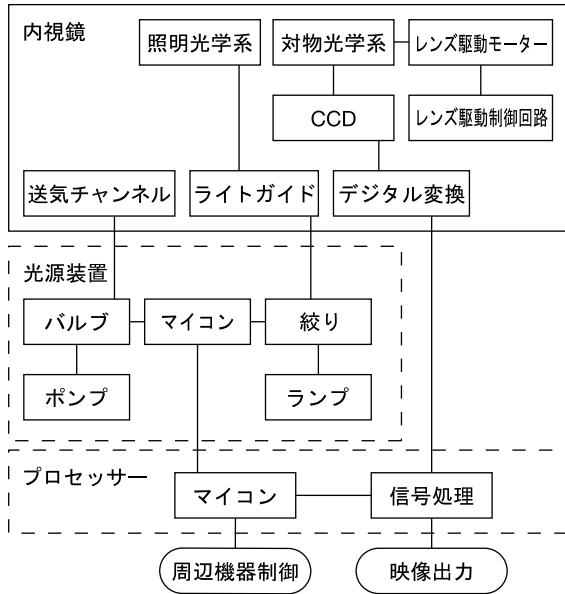 内視鏡
照明光学系
対物光学系
レンズ駆動モーター
CCD
レンズ駆動制御回路
送気チャンネル
ライトガイド
デジタル変換
光源装置
バルブ
マイコン
絞り
ポンプ
ランプ
プロセッサー
マイコン
信号処理
周辺機器制御
映像出力